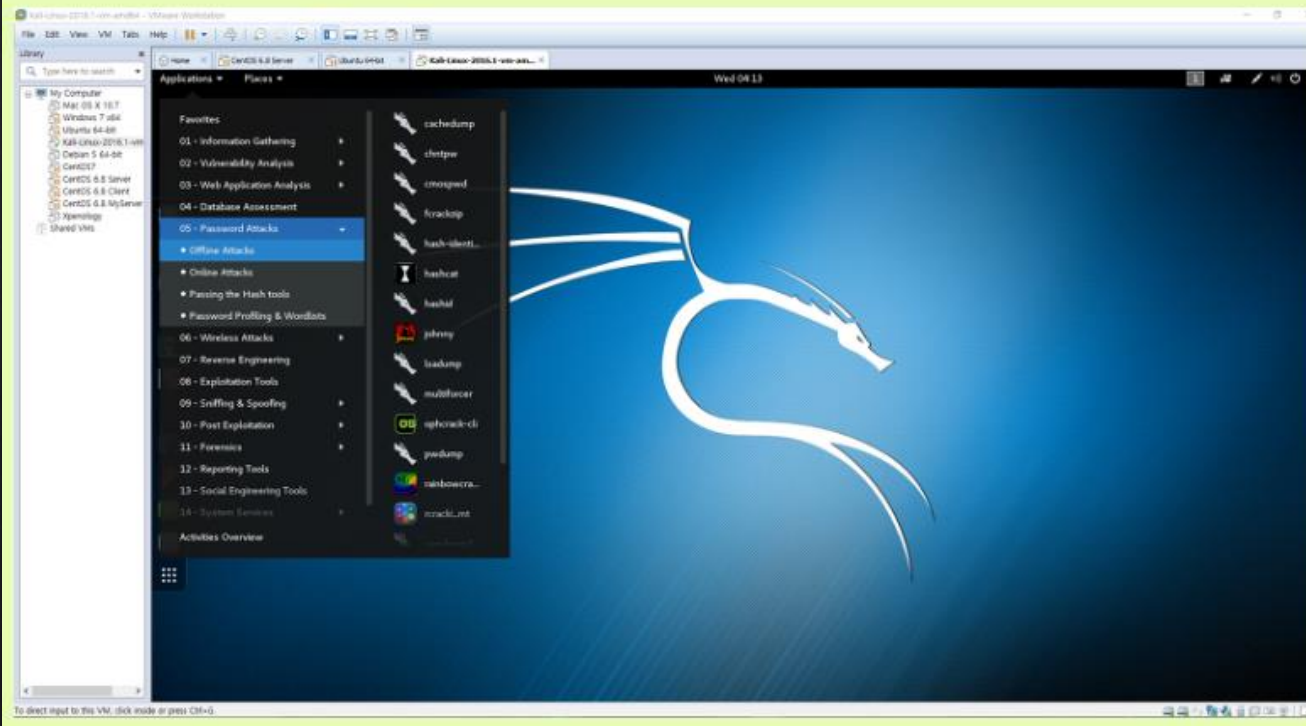 Kali-Linux-2016.1-vm-amd64 - VMware Workstation
File Edit View VM Tabs Help
Library
Type here to search
Home
CentOS 6.8 Server
Ubuntu 64-bit
Kali-Linux-2016.1-vm-am...
My Computer
Mac OS X 10.7
Windows 7 x64
Ubuntu 64-bit
Kali-Linux-2016.1-vm
Debian 5 64-bit
CentOS7
CentOS 6.8 Server
CentOS 6.8 Client
CentOS 6.8 MyServer
Xpenology
Shared VMs
Applications Places Wed 04:13 1
Favorites
01 - Information Gathering
02 - Vulnerability Analysis
03 - Web Application Analysis
04 - Database Assessment
05 - Password Attacks
Offline Attacks
Online Attacks
Passing the Hash tools
Password Profiling & Wordlists
06 - Wireless Attacks
07 - Reverse Engineering
08 - Exploitation Tools
09 - Sniffing & Spoofing
10 - Post Exploitation
11 - Forensics
12 - Reporting Tools
13 - Social Engineering Tools
14 - System Services
Activities Overview
cachedump
chntpw
cmospwd
fcrackzip
hash-identi...
hashcat
hashid
johnny
lsadump
multiforcer
OS ophcrack-cli
pwdump
rainbowcra...
rcracki_mt
To direct input to this VM, click inside or press Ctrl+G.